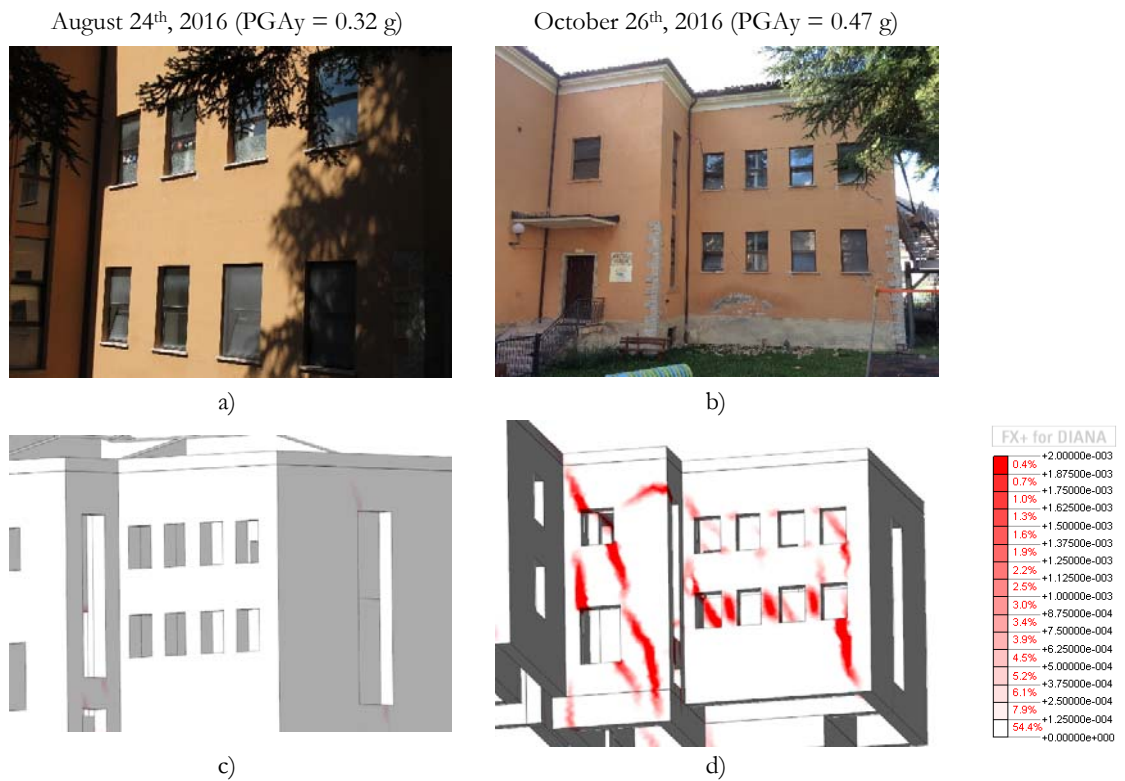 August 24th, 2016 (PGAy = 0.32 g)
October 26th, 2016 (PGAy = 0.47 g)
a)
b)
FX+ for DIANA
+2.00000e-003
0.4%
+1.87500e-003
0.7%
+1.75000e-003
1.0%
+1.62500e-003
1.3%
+1.50000e-003
1.6%
+1.37500e-003
1.9%
+1.25000e-003
2.2%
+1.12500e-003
2.5%
+1.00000e-003
3.0%
+8.75000e-004
3.4%
+7.50000e-004
3.9%
+6.25000e-004
4.5%
+5.00000e-004
5.2%
+3.75000e-004
6.1%
+2.50000e-004
7.9%
+1.25000e-004
54.4%
+0.00000e+000
c)
d)